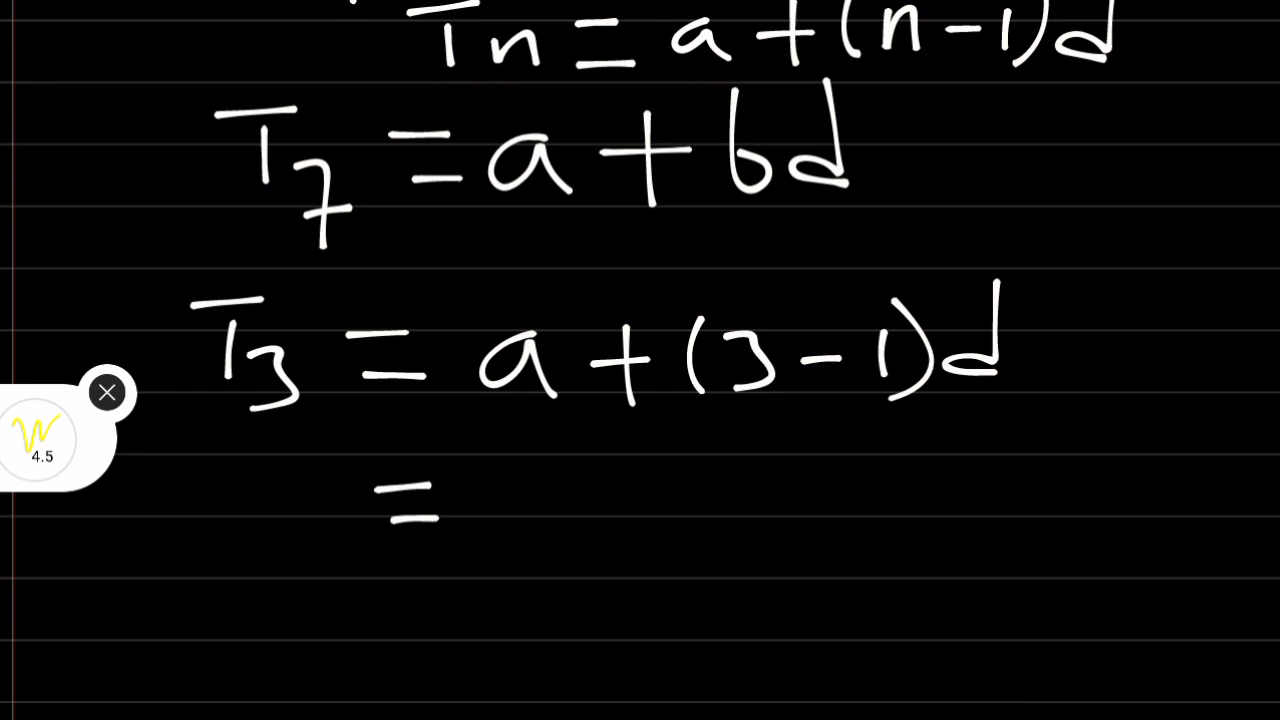 Tn = a + (n - 1)d
T7 = a + 6d
T3 = a + (3 - 1)d
=
W
4.5